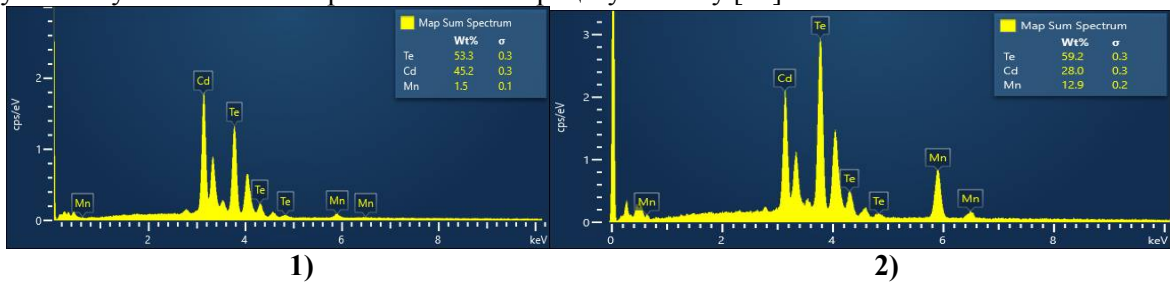 Map Sum Spectrum
Wt% σ
Te 53.3 0.3
Cd 45.2 0.3
Mn 1.5 0.1
cps/eV
2
1
0
Cd
Te
Te
Te
Mn
Mn
Mn
2 4 6 8 keV
1)
Map Sum Spectrum
Wt% σ
Te 59.2 0.3
Cd 28.0 0.3
Mn 12.9 0.2
cps/eV
3
2
1
0
Te
Cd
Mn
Te
Te
Mn
Mn
0 2 4 6 8 keV
2)